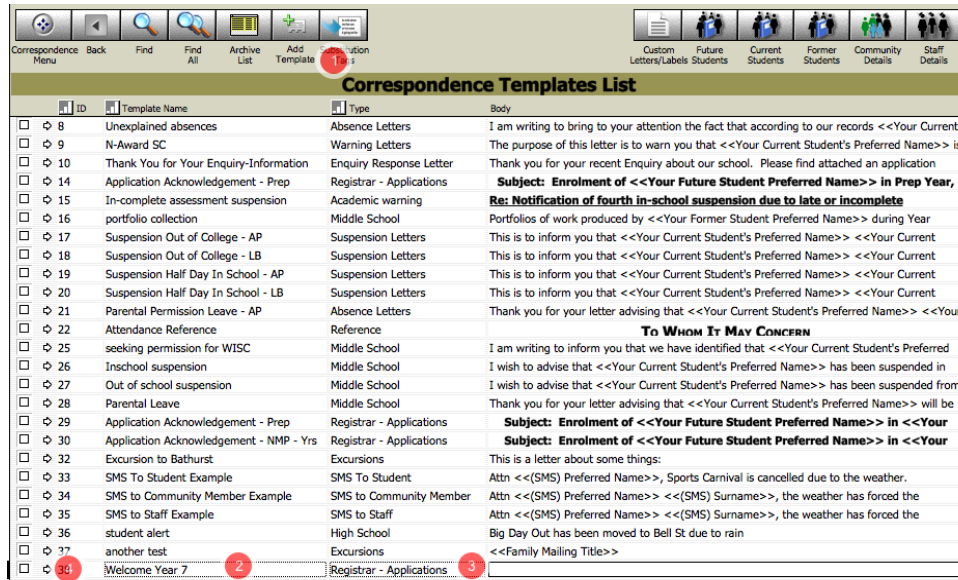 Correspondence Menu Back Find Find All Archive List Add Template Substitution Tags Custom Letters/Labels Future Students Current Students Former Students Community Details Staff Details
1
Correspondence Templates List
ID Template Name Type Body
8 Unexplained absences Absence Letters I am writing to bring to your attention the fact that according to our records <<Your Current
9 N-Award SC Warning Letters The purpose of this letter is to warn you that <<Your Current Student's Preferred Name>> is
10 Thank You for Your Enquiry-Information Enquiry Response Letter Thank you for your recent Enquiry about our school. Please find attached an application
14 Application Acknowledgement - Prep Registrar - Applications Subject: Enrolment of <<Your Future Student Preferred Name>> in Prep Year,
15 In-complete assessment suspension Academic warning Re: Notification of fourth in-school suspension due to late or incomplete
16 portfolio collection Middle School Portfolios of work produced by <<Your Former Student Preferred Name>> during Year
17 Suspension Out of College - AP Suspension Letters This is to inform you that <<Your Current Student's Preferred Name>> <<Your Current
18 Suspension Out of College - LB Suspension Letters This is to inform you that <<Your Current Student's Preferred Name>> <<Your Current
19 Suspension Half Day In School - AP Suspension Letters This is to inform you that <<Your Current Student's Preferred Name>> <<Your Current
20 Suspension Half Day In School - LB Suspension Letters This is to inform you that <<Your Current Student's Preferred Name>> <<Your Current
21 Parental Permission Leave - AP Absence Letters Thank you for your letter advising that <<Your Current Student's Preferred Name>> <<You
22 Attendance Reference Reference To Whom It May Concern
25 seeking permission for WISC Middle School I am writing to inform you that we have identified that <<Your Current Student's Preferred
26 Inschool suspension Middle School I wish to advise that <<Your Current Student's Preferred Name>> has been suspended in
27 Out of school suspension Middle School I wish to advise that <<Your Current Student's Preferred Name>> has been suspended from
28 Parental Leave Middle School Thank you for your letter advising that <<Your Current Student's Preferred Name>> will be
29 Application Acknowledgement - Prep Registrar - Applications Subject: Enrolment of <<Your Future Student Preferred Name>> in <<Your
30 Application Acknowledgement - NMP - Yrs Registrar - Applications Subject: Enrolment of <<Your Future Student Preferred Name>> in <<Your
32 Excursion to Bathurst Excursions This is a letter about some things:
33 SMS To Student Example SMS To Student Attn <<(SMS) Preferred Name>>, Sports Carnival is cancelled due to the weather.
34 SMS to Community Member Example SMS to Community Member Attn <<(SMS) Preferred Name>> <<(SMS) Surname>>, the weather has forced the
35 SMS to Staff Example SMS to Staff Attn <<(SMS) Preferred Name>> <<(SMS) Surname>>, the weather has forced the
36 student alert High School Big Day Out has been moved to Bell St due to rain
37 another test Excursions <<Family Mailing Title>>
4 Welcome Year 7 2 Registrar - Applications 3